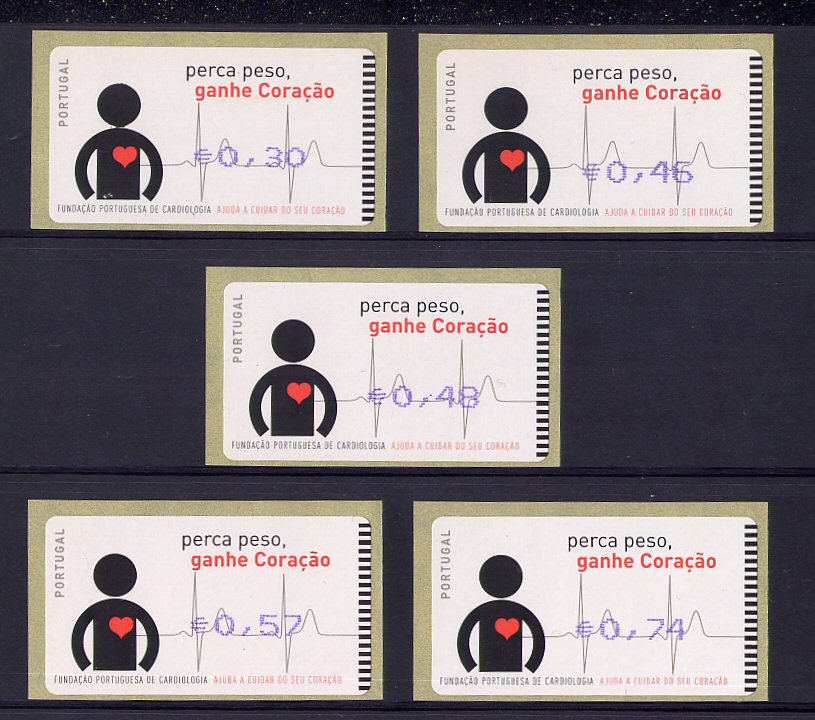 PORTUGAL
perca peso,
ganhe Coração
€0,30
FUNDAÇÃO PORTUGUESA DE CARDIOLOGIA AJUDA A CUIDAR DO SEU CORAÇÃO
PORTUGAL
perca peso,
ganhe Coração
€0,46
FUNDAÇÃO PORTUGUESA DE CARDIOLOGIA AJUDA A CUIDAR DO SEU CORAÇÃO
PORTUGAL
perca peso,
ganhe Coração
€0,48
FUNDAÇÃO PORTUGUESA DE CARDIOLOGIA AJUDA A CUIDAR DO SEU CORAÇÃO
PORTUGAL
perca peso,
ganhe Coração
€0,57
FUNDAÇÃO PORTUGUESA DE CARDIOLOGIA AJUDA A CUIDAR DO SEU CORAÇÃO
PORTUGAL
perca peso,
ganhe Coração
€0,74
FUNDAÇÃO PORTUGUESA DE CARDIOLOGIA AJUDA A CUIDAR DO SEU CORAÇÃO